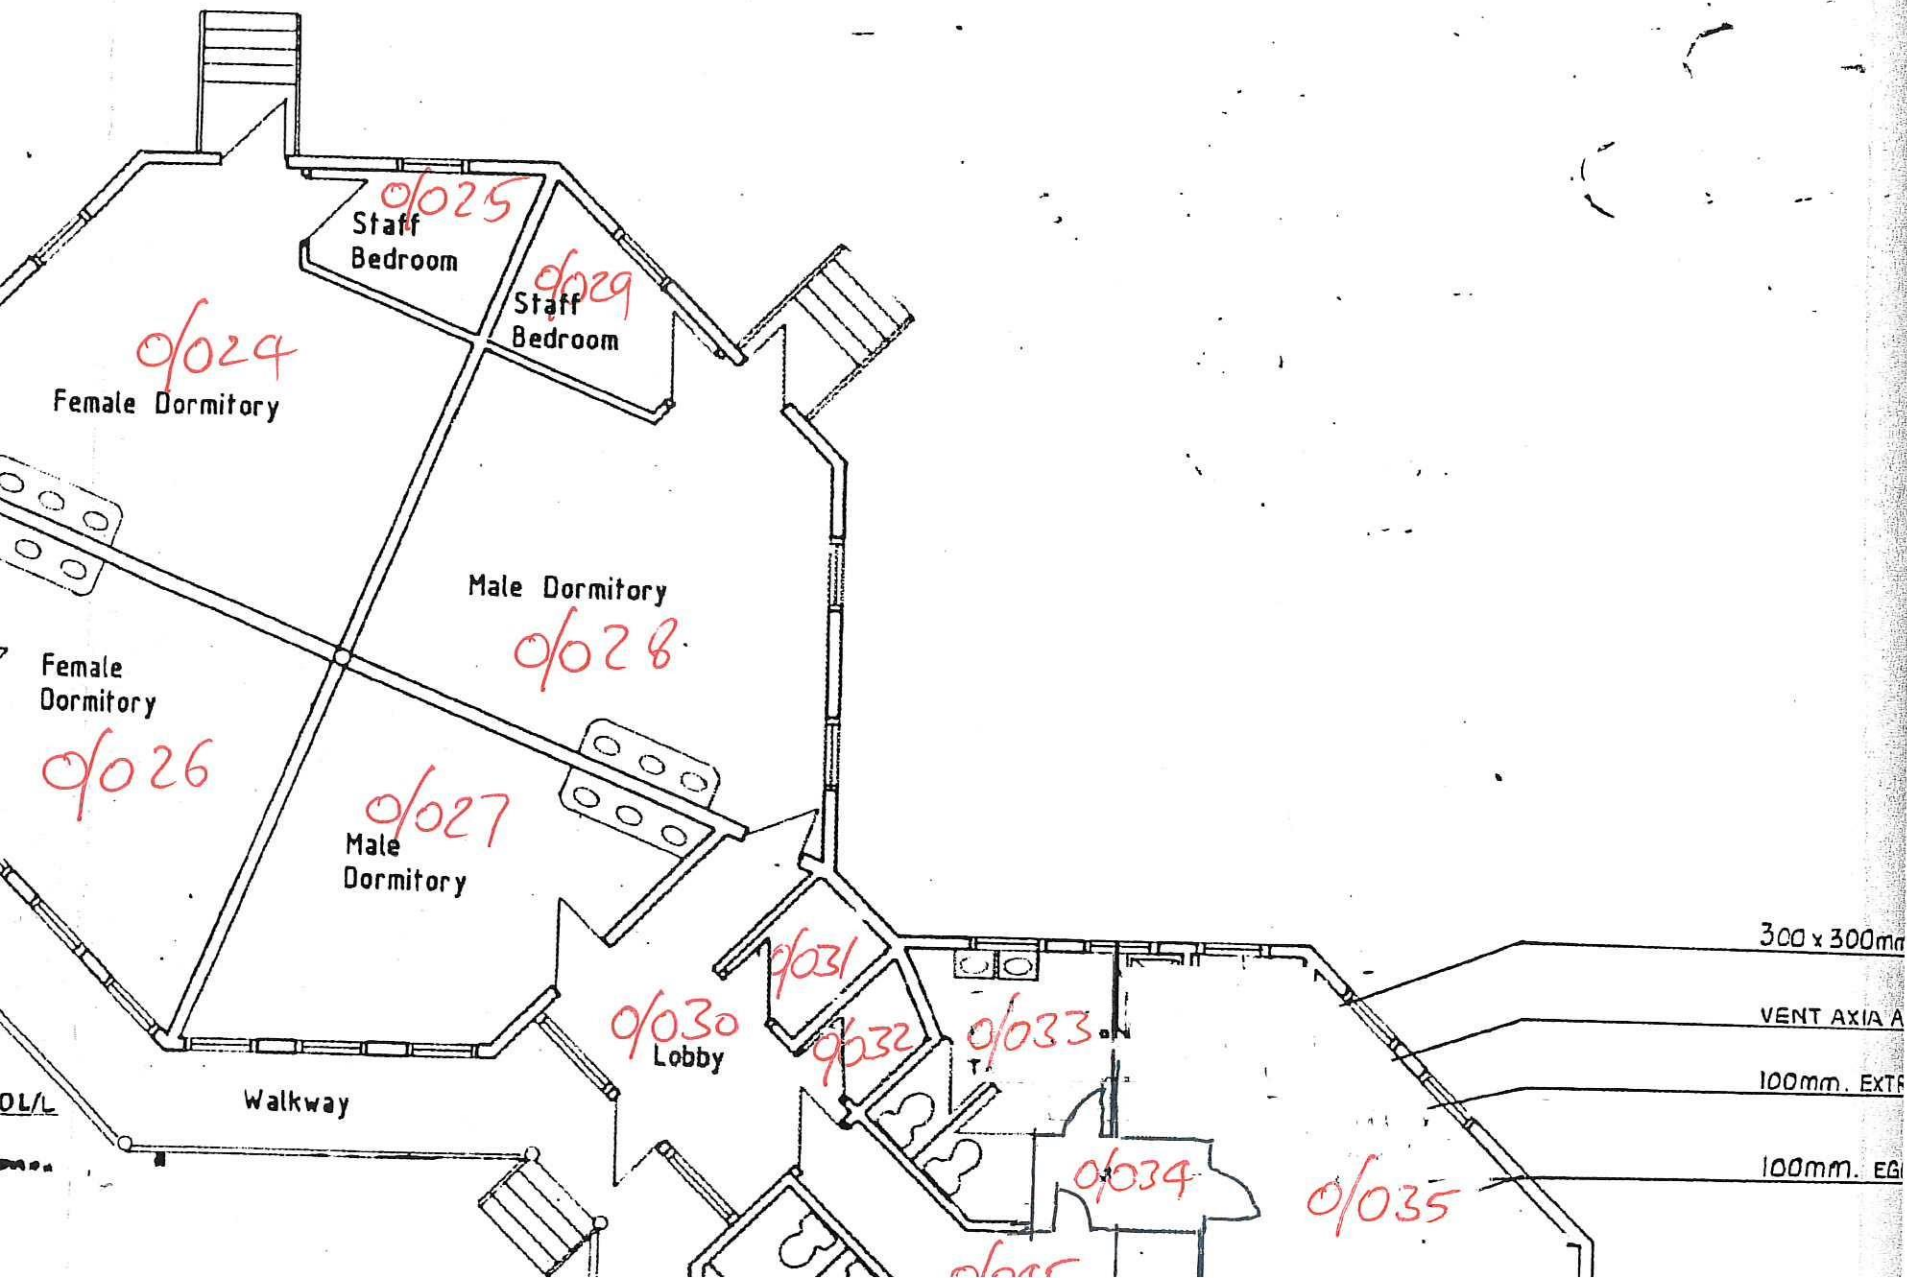 0/025
Staff
Bedroom
0/029
Staff
Bedroom
0/024
Female Dormitory
Male Dormitory
0/028
Female
Dormitory
0/026
0/027
Male
Dormitory
300 x 300mm
0/031
0/030
Lobby
0/032
0/033
VENT AXIA A
100mm. EXTR
Walkway
OL/L
0/034
0/035
100mm. EG